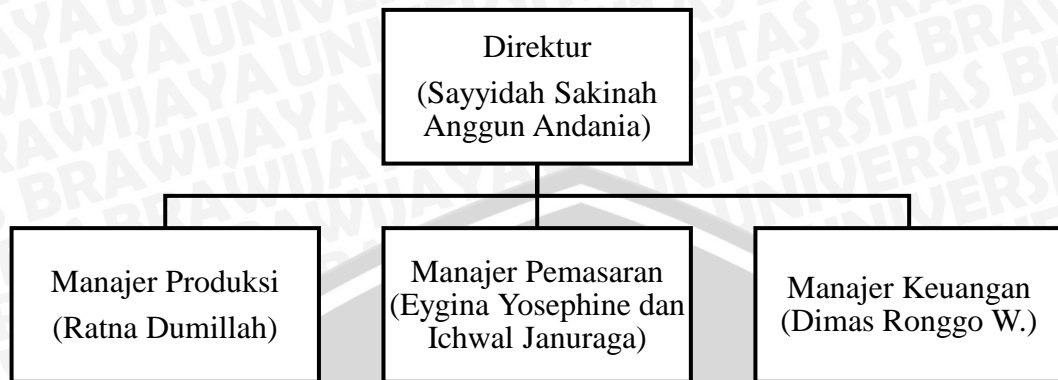 Direktur
(Sayyidah Sakinah
Anggun Andania)
Manajer Produksi
(Ratna Dumillah)
Manajer Pemasaran
(Eygina Yosephine dan
Ichwal Januraga)
Manajer Keuangan
(Dimas Ronggo W.)